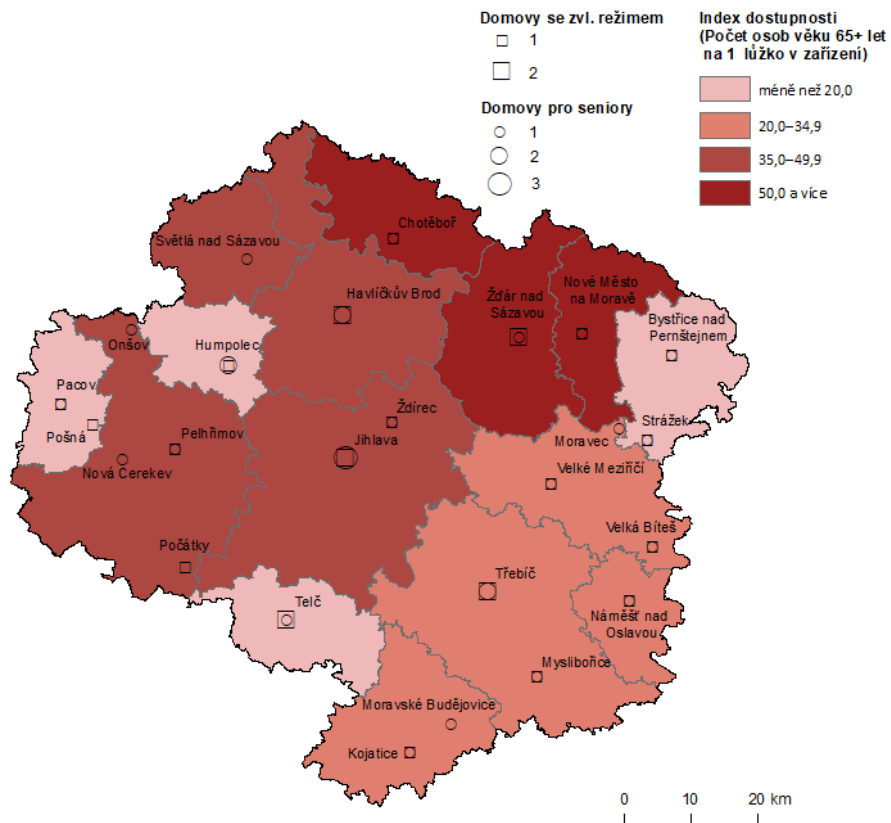 Domovy se zvl. režimem
1
2
Domovy pro seniory
1
2
3
Index dostupnosti
(Počet osob věku 65+ let
na 1 lůžko v zařízení)
méně než 20,0
20,0–34,9
35,0–49,9
50,0 a více
Chotěboř
Světlá nad Sázavou
Havlíčkův Brod
Žďár nad
Sázavou
Nové Město
na Moravě
Bystřice nad
Pernštejnem
Onšov
Humpolec
Pacov
Pošná
Pelhřimov
Nová Cerekev
Ždírec
Jihlava
Moravec
Strážek
Velké Meziříčí
Velká Bíteš
Počátky
Telč
Třebíč
Náměšť nad
Oslavou
Myslibořice
Moravské Budějovice
Kojatice
0 10 20 km